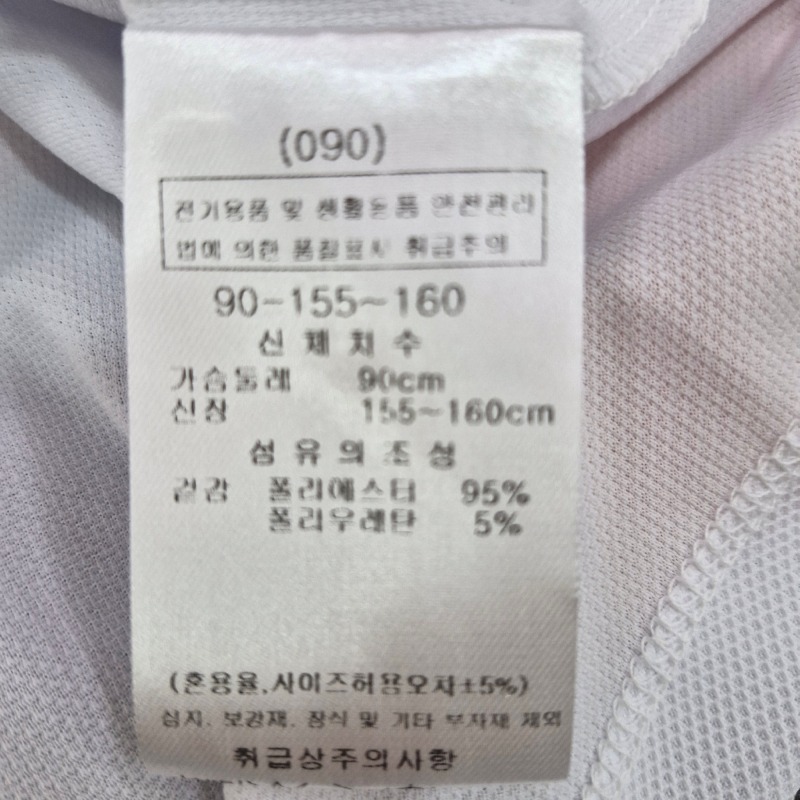 (090)
전기용품 및 생활용품 안전관리
법에 의한 품질표시 취급주의
90-155~160
신 체 치 수
가슴둘레 90cm
신장 155~160cm
섬 유 의 조 성
겉감 폴리에스터 95%
폴리우레탄 5%
(혼용율,사이즈허용오차±5%)
심지, 보강재, 장식 및 기타 부자재 제외
취급상주의사항